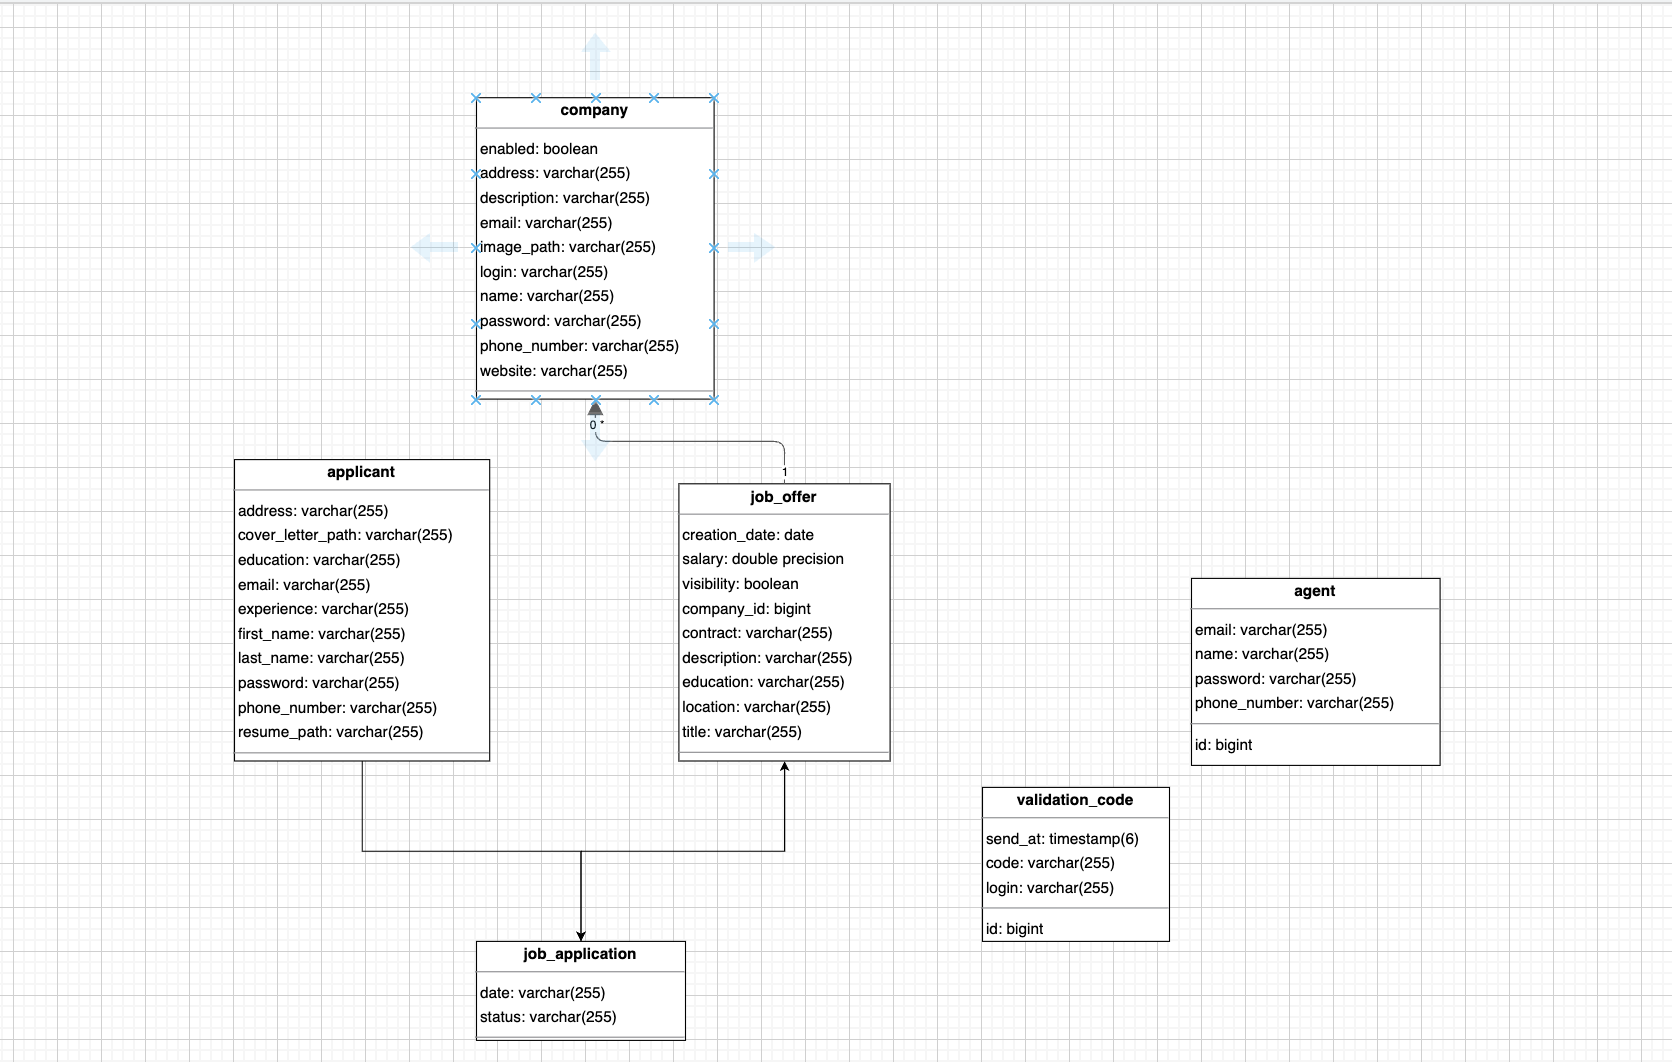 company
enabled: boolean
address: varchar(255)
description: varchar(255)
email: varchar(255)
image_path: varchar(255)
login: varchar(255)
name: varchar(255)
password: varchar(255)
phone_number: varchar(255)
website: varchar(255)
0 *
1
applicant
address: varchar(255)
cover_letter_path: varchar(255)
education: varchar(255)
email: varchar(255)
experience: varchar(255)
first_name: varchar(255)
last_name: varchar(255)
password: varchar(255)
phone_number: varchar(255)
resume_path: varchar(255)
job_offer
creation_date: date
salary: double precision
visibility: boolean
company_id: bigint
contract: varchar(255)
description: varchar(255)
education: varchar(255)
location: varchar(255)
title: varchar(255)
agent
email: varchar(255)
name: varchar(255)
password: varchar(255)
phone_number: varchar(255)
id: bigint
validation_code
send_at: timestamp(6)
code: varchar(255)
login: varchar(255)
id: bigint
job_application
date: varchar(255)
status: varchar(255)